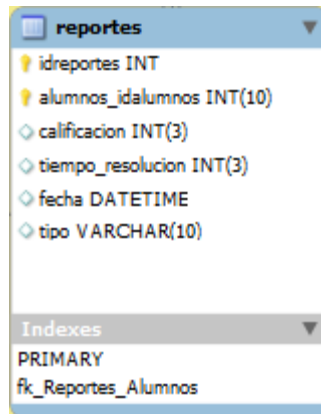 reportes
idreportes INT
alumnos_idalumnos INT(10)
calificacion INT(3)
tiempo_resolucion INT(3)
fecha DATETIME
tipo VARCHAR(10)
Indexes
PRIMARY
fk_Reportes_Alumnos